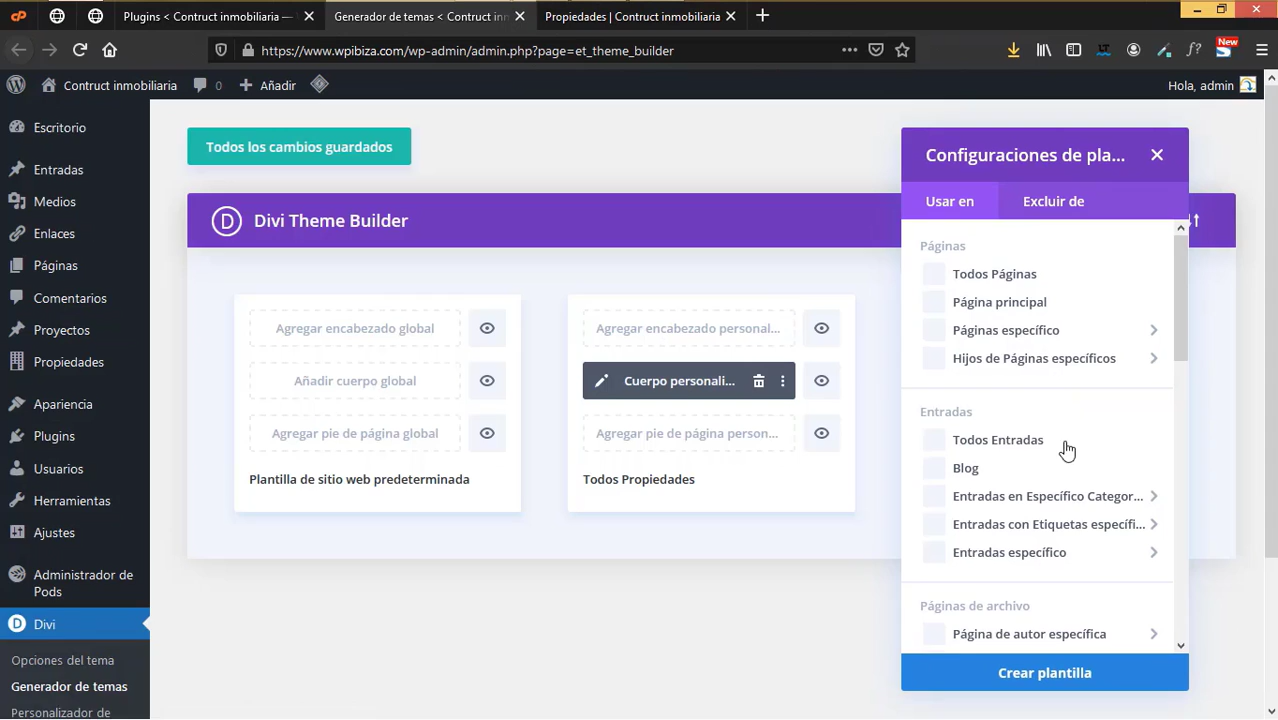 Plugins < Contruct inmobiliaria —
Generador de temas < Contruct inm
Propiedades | Contruct inmobiliaria
https://www.wpibiza.com/wp-admin/admin.php?page=et_theme_builder
New
Contruct inmobiliaria
0
Añadir
Hola, admin
Escritorio
Entradas
Medios
Enlaces
Páginas
Comentarios
Proyectos
Propiedades
Apariencia
Plugins
Usuarios
Herramientas
Ajustes
Administrador de
Pods
Divi
Opciones del tema
Generador de temas
Personalizador de
Todos los cambios guardados
D Divi Theme Builder
Agregar encabezado global
Añadir cuerpo global
Agregar pie de página global
Plantilla de sitio web predeterminada
Agregar encabezado personal...
Cuerpo personali...
Agregar pie de página person...
Todos Propiedades
Configuraciones de pla...
Usar en
Excluir de
Páginas
Todos Páginas
Página principal
Páginas específico
Hijos de Páginas específicos
Entradas
Todos Entradas
Blog
Entradas en Específico Categor...
Entradas con Etiquetas específi...
Entradas específico
Páginas de archivo
Página de autor específica
Crear plantilla